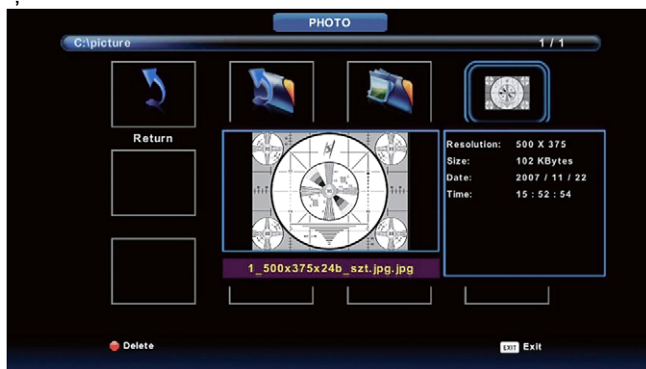 PHOTO
C:\picture 1 / 1
Return
Resolution: 500 X 375
Size: 102 KBytes
Date: 2007 / 11 / 22
Time: 15 : 52 : 54
1_500x375x24b_szt.jpg.jpg
Delete
EXIT Exit